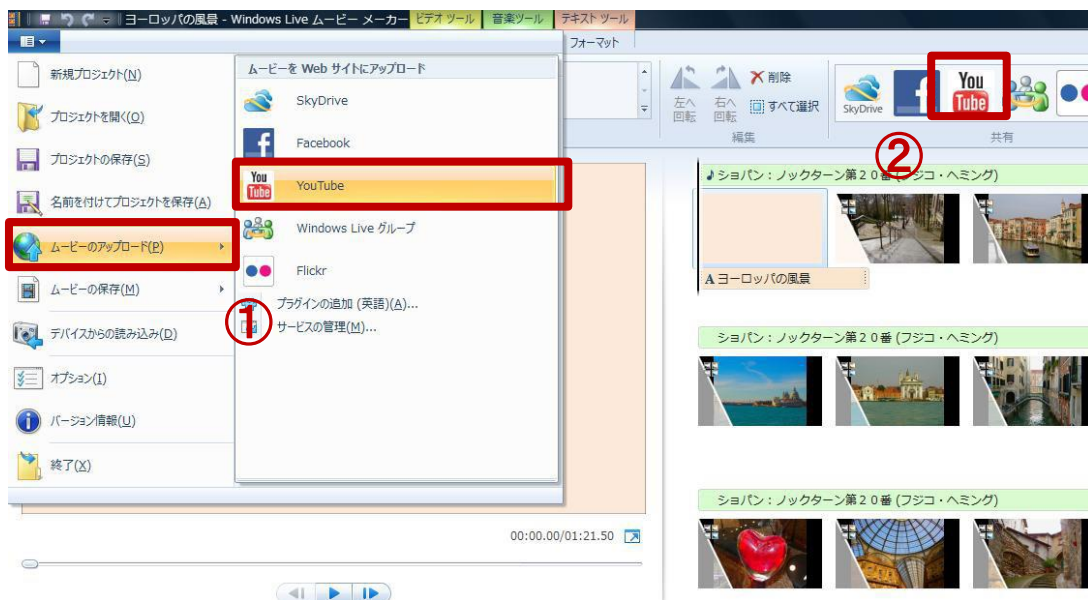 ヨーロッパの風景 - Windows Live ムービー メーカー
ビデオ ツール
音楽ツール
テキスト ツール
フォーマット
新規プロジェクト(N)
プロジェクトを開く(O)
プロジェクトの保存(S)
名前を付けてプロジェクトを保存(A)
ムービーのアップロード(P)
ムービーの保存(M)
デバイスからの読み込み(D)
オプション(I)
バージョン情報(U)
終了(X)
ムービーを Web サイトにアップロード
SkyDrive
Facebook
You
Tube
YouTube
Windows Live グループ
Flickr
プラグインの追加 (英語)(A)...
サービスの管理(M)...
①
左へ
回転
右へ
回転
削除
すべて選択
編集
SkyDrive
You
Tube
共有
②
ショパン：ノックターン第２０番 (フジコ・ヘミング)
A ヨーロッパの風景
ショパン：ノックターン第２０番 (フジコ・ヘミング)
ショパン：ノックターン第２０番 (フジコ・ヘミング)
00:00.00/01:21.50